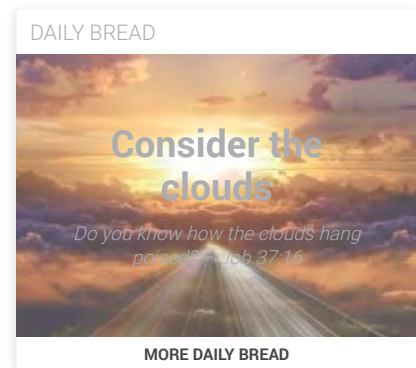 DAILY BREAD
Consider the
clouds
Do you know how the clouds hang
poised? – Job 37:16
MORE DAILY BREAD